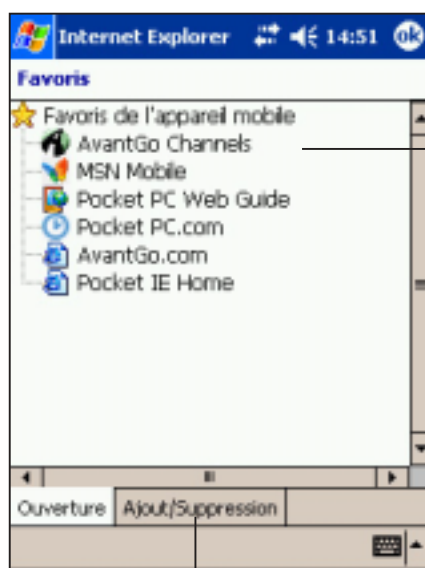 Internet Explorer 14:51 ok
Favoris
Favoris de l'appareil mobile
AvantGo Channels
MSN Mobile
Pocket PC Web Guide
Pocket PC.com
AvantGo.com
Pocket IE Home
Ouverture Ajout/Suppression